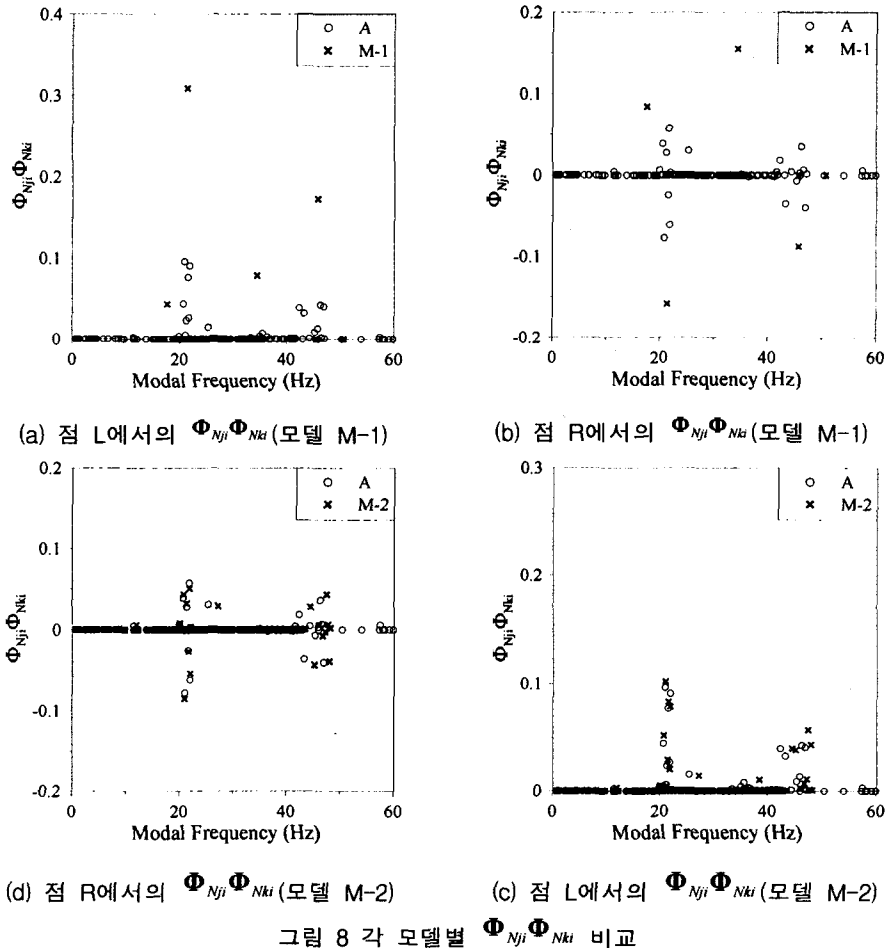 0.4
0.3
0.2
0.1
0
Φ_Nji Φ_Nki
A
M-1
0 20 40 60
Modal Frequency (Hz)
(a) 점 L에서의 Φ_Nji Φ_Nki (모델 M-1)
0.2
0.1
0
-0.1
-0.2
Φ_Nji Φ_Nki
A
M-1
0 20 40 60
Modal Frequency (Hz)
(b) 점 R에서의 Φ_Nji Φ_Nki (모델 M-1)
0.2
0.1
0
-0.1
-0.2
Φ_Nji Φ_Nki
A
M-2
0 20 40 60
Modal Frequency (Hz)
(d) 점 R에서의 Φ_Nji Φ_Nki (모델 M-2)
0.3
0.2
0.1
0
Φ_Nji Φ_Nki
A
M-2
0 20 40 60
Modal Frequency (Hz)
(c) 점 L에서의 Φ_Nji Φ_Nki (모델 M-2)
그림 8 각 모델별 Φ_Nji Φ_Nki 비교